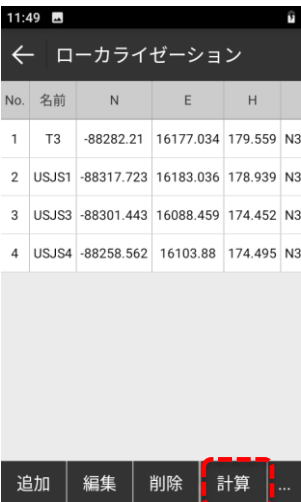 11:49
← ローカライゼーション
No. 名前 N E H
1 T3 -88282.21 16177.034 179.559 N3
2 USJS1 -88317.723 16183.036 178.939 N3
3 USJS3 -88301.443 16088.459 174.452 N3
4 USJS4 -88258.562 16103.88 174.495 N3
追加 編集 削除 計算 ...